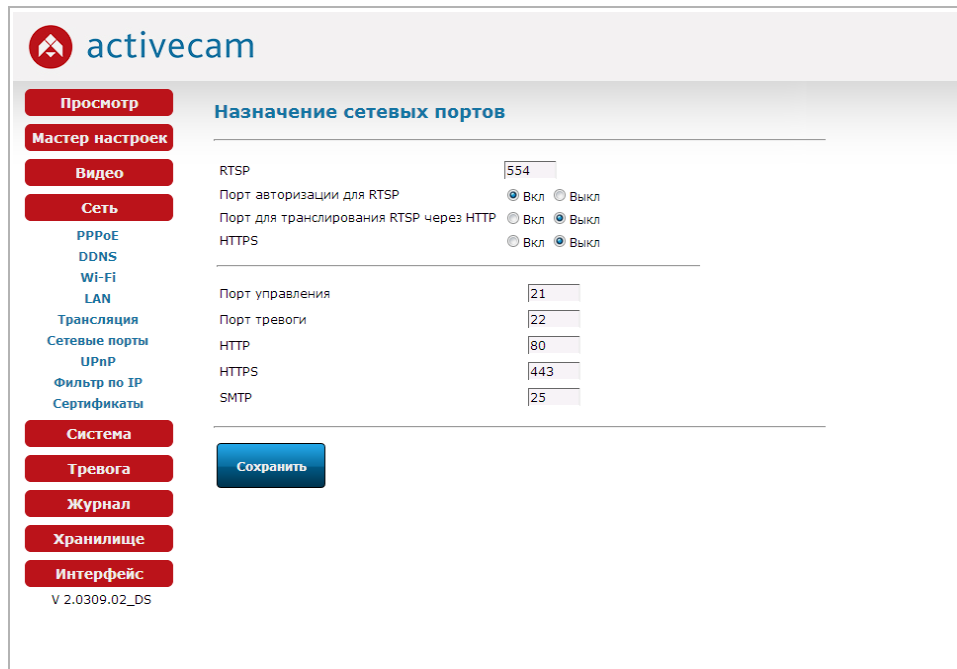 activecam
Просмотр
Мастер настроек
Видео
Сеть
PPPoE
DDNS
Wi-Fi
LAN
Трансляция
Сетевые порты
UPnP
Фильтр по IP
Сертификаты
Система
Тревога
Журнал
Хранилище
Интерфейс
V 2.0309.02_DS
Назначение сетевых портов
RTSP 554
Порт авторизации для RTSP Вкл Выкл
Порт для транслирования RTSP через HTTP Вкл Выкл
HTTPS Вкл Выкл
Порт управления 21
Порт тревоги 22
HTTP 80
HTTPS 443
SMTP 25
Сохранить